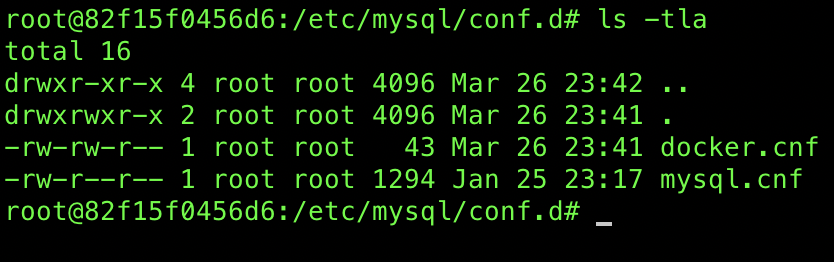 root@82f15f0456d6:/etc/mysql/conf.d# ls -tla
total 16
drwxr-xr-x 4 root root 4096 Mar 26 23:42 ..
drwxrwxr-x 2 root root 4096 Mar 26 23:41 .
-rw-rw-r-- 1 root root   43 Mar 26 23:41 docker.cnf
-rw-r--r-- 1 root root 1294 Jan 25 23:17 mysql.cnf
root@82f15f0456d6:/etc/mysql/conf.d# _